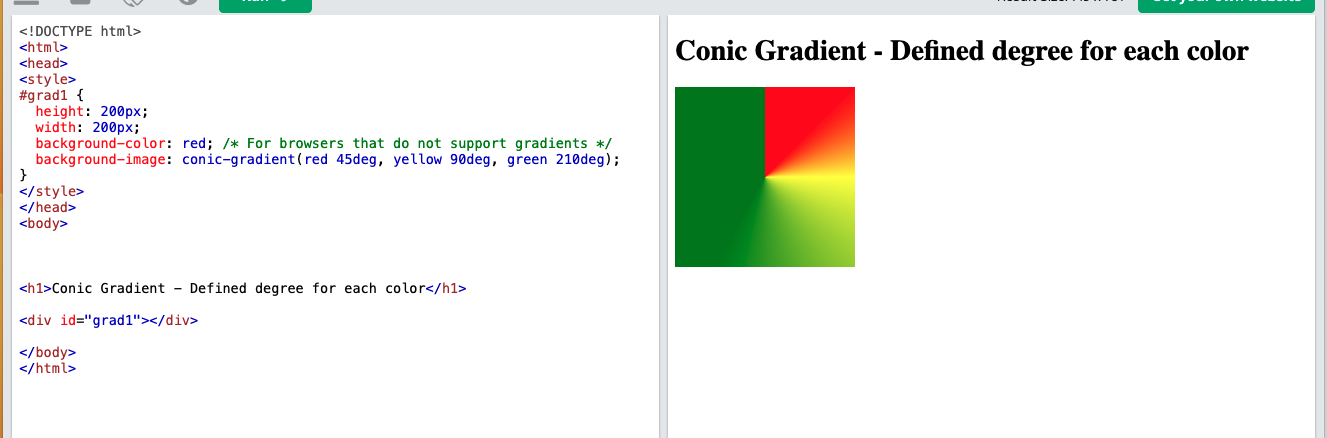 <!DOCTYPE html>
<html>
<head>
<style>
#grad1 {
  height: 200px;
  width: 200px;
  background-color: red; /* For browsers that do not support gradients */
  background-image: conic-gradient(red 45deg, yellow 90deg, green 210deg);
}
</style>
</head>
<body>
<h1>Conic Gradient - Defined degree for each color</h1>
<div id="grad1"></div>
</body>
</html>
Conic Gradient - Defined degree for each color